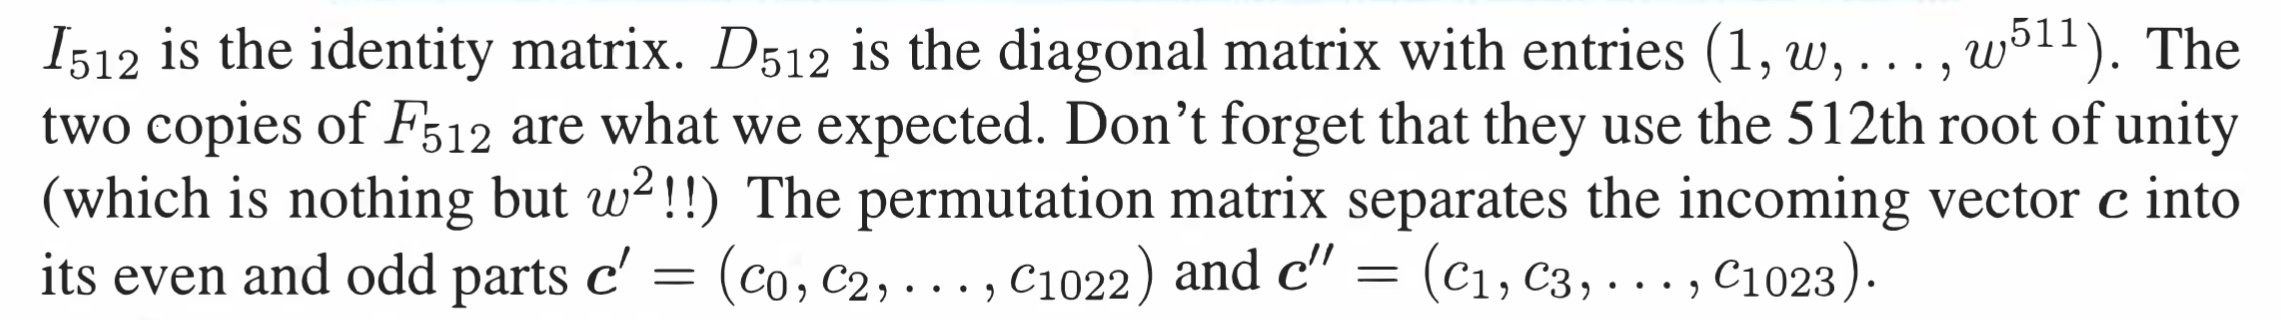 I₅₁₂ is the identity matrix. D₅₁₂ is the diagonal matrix with entries (1, w, . . . , w⁵¹¹). The
two copies of F₅₁₂ are what we expected. Don’t forget that they use the 512th root of unity
(which is nothing but w²!!) The permutation matrix separates the incoming vector c into
its even and odd parts c′ = (c₀, c₂, . . . , c₁₀₂₂) and c″ = (c₁, c₃, . . . , c₁₀₂₃).